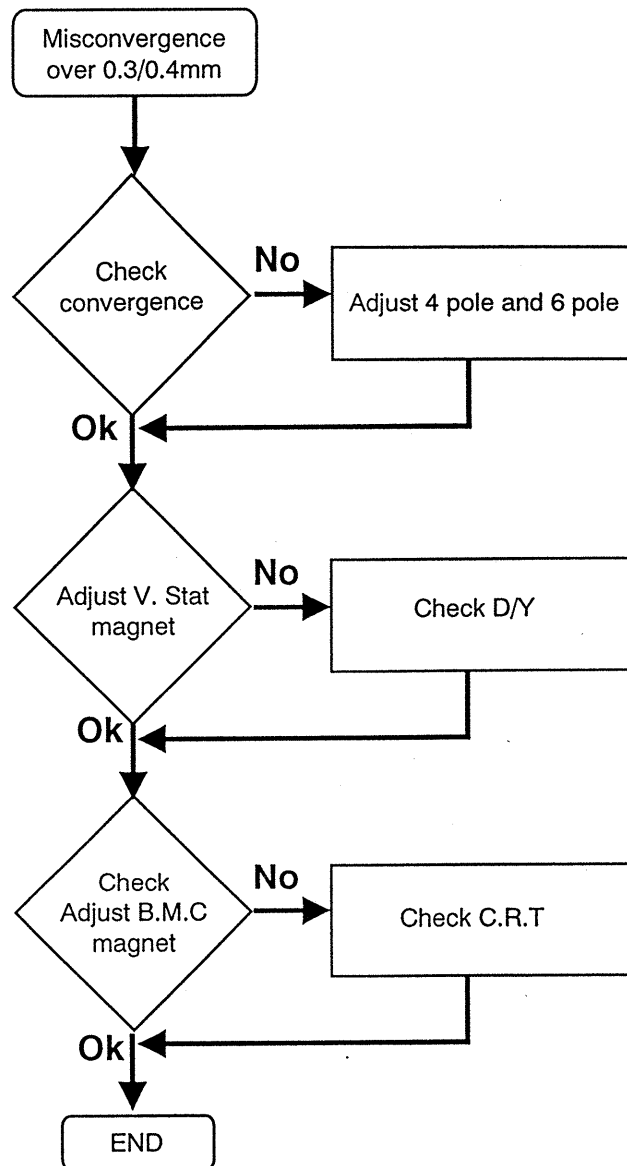 Misconvergence
over 0.3/0.4mm
Check
convergence
No
Adjust 4 pole and 6 pole
Ok
Adjust V. Stat
magnet
No
Check D/Y
Ok
Check
Adjust B.M.C
magnet
No
Check C.R.T
Ok
END